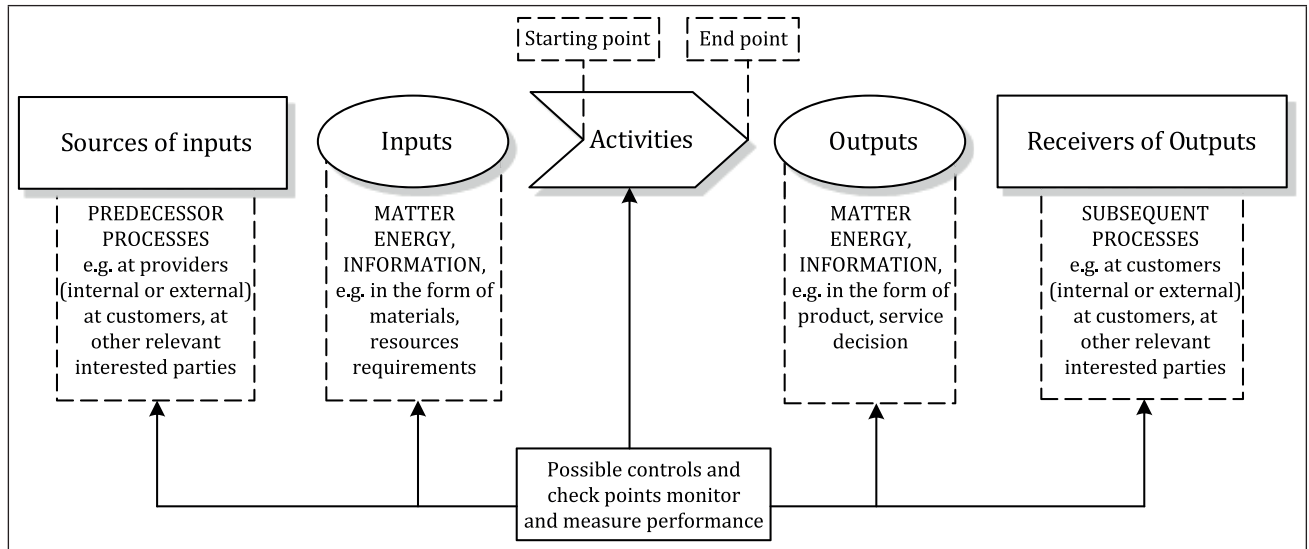 Starting point
End point
Sources of inputs
Inputs
Activities
Outputs
Receivers of Outputs
PREDECESSOR
PROCESSES
e.g. at providers
(internal or external)
at customers, at
other relevant
interested parties
MATTER
ENERGY,
INFORMATION,
e.g. in the form of
materials,
resources
requirements
MATTER
ENERGY,
INFORMATION,
e.g. in the form of
product, service
decision
SUBSEQUENT
PROCESSES
e.g. at customers
(internal or external)
at customers, at
other relevant
interested parties
Possible controls and
check points monitor
and measure performance